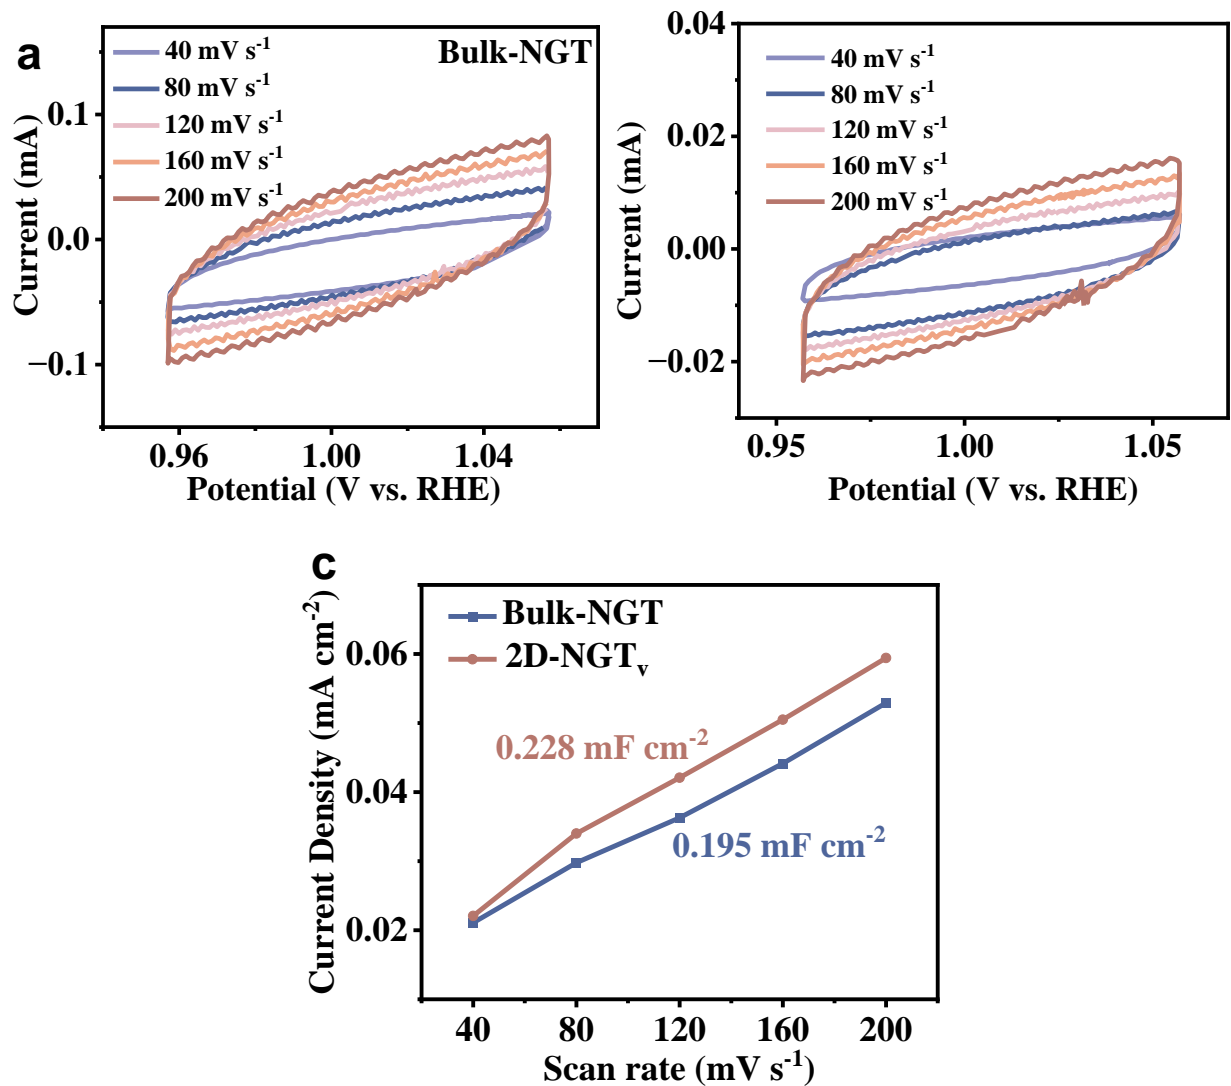 a
40 mV s⁻¹
80 mV s⁻¹
120 mV s⁻¹
160 mV s⁻¹
200 mV s⁻¹
Bulk-NGT
0.1
0.0
−0.1
Current (mA)
0.96 1.00 1.04
Potential (V vs. RHE)
40 mV s⁻¹
80 mV s⁻¹
120 mV s⁻¹
160 mV s⁻¹
200 mV s⁻¹
0.04
0.02
0.00
−0.02
Current (mA)
0.95 1.00 1.05
Potential (V vs. RHE)
c
Bulk-NGT
2D-NGTᵥ
0.228 mF cm⁻²
0.195 mF cm⁻²
0.06
0.04
0.02
Current Density (mA cm⁻²)
40 80 120 160 200
Scan rate (mV s⁻¹)